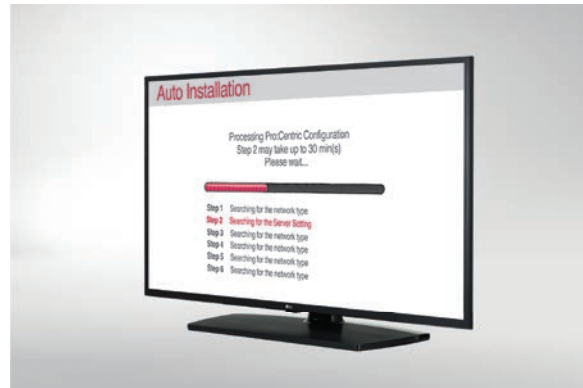 Auto Installation
Processing Pro:Centric Configuration
Step 2 may take up to 30 min(s)
Please wait...
Step 1 Searching for the network type
Step 2 Searching for the Server Setting
Step 3 Searching for the network type
Step 4 Searching for the network type
Step 5 Searching for the network type
Step 6 Searching for the network type